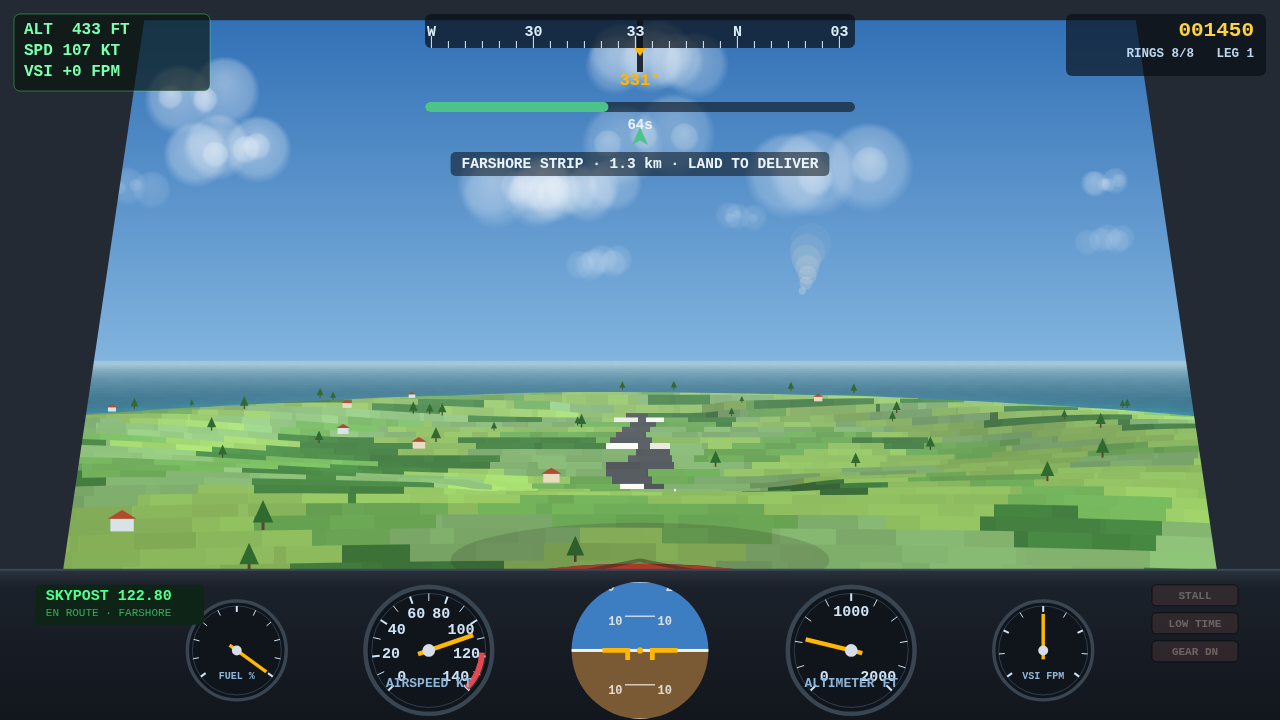 ALT 433 FT
SPD 107 KT
VSI +0 FPM
W 30 33 N 03
331°
64s
FARSHORE STRIP · 1.3 km · LAND TO DELIVER
001450
RINGS 8/8 LEG 1
SKYPOST 122.80
EN ROUTE · FARSHORE
FUEL %
0 20 40 60 80 100 120 140
AIRSPEED KT
10 10
10 10
0 1000 2000
ALTIMETER FT
VSI FPM
STALL
LOW TIME
GEAR DN